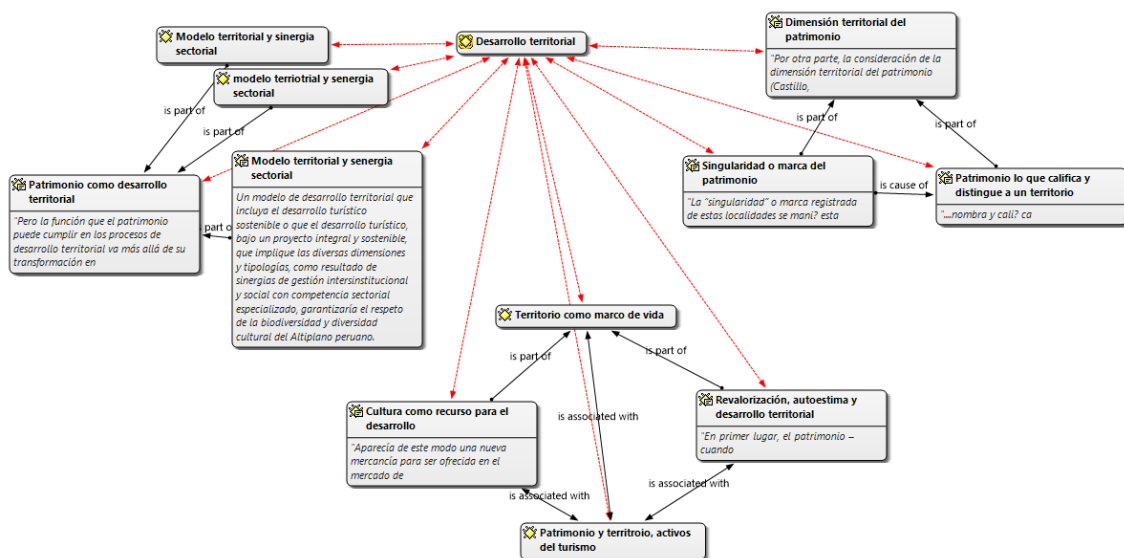 Modelo territorial y sinergia
sectorial
Desarrollo territorial
Dimensión territorial del
patrimonio
"Por otra parte, la consideración de la
dimensión territorial del patrimonio
(Castillo,
modelo terriotrial y senergia
sectorial
is part of
is part of
is part of
is part of
Modelo territorial y senergia
sectorial
Un modelo de desarrollo territorial que
incluya el desarrollo turístico
sostenible o que el desarrollo turístico,
bajo un proyecto integral y sostenible,
que implique las diversas dimensiones
y tipologías, como resultado de
sinergias de gestión intersinstitucional
y social con competencia sectorial
especializado, garantizaría el respeto
de la biodiversidad y diversidad
cultural del Altiplano peruano.
Patrimonio como desarrollo
territorial
"Pero la función que el patrimonio
puede cumplir en los procesos de
desarrollo territorial va más allá de su
transformación en
part o
Singularidad o marca del
patrimonio
"La "singularidad" o marca registrada
de estas localidades se mani? esta
is cause of
Patrimonio lo que califica y
distingue a un territorio
"....nombra y cali? ca
Territorio como marco de vida
is part of
is part of
is associated with
Cultura como recurso para el
desarrollo
"Aparecía de este modo una nueva
mercancía para ser ofrecida en el
mercado de
Revalorización, autoestima y
desarrollo territorial
"En primer lugar, el patrimonio –
cuando
is associated with
is associated with
Patrimonio y territroio, activos
del turismo